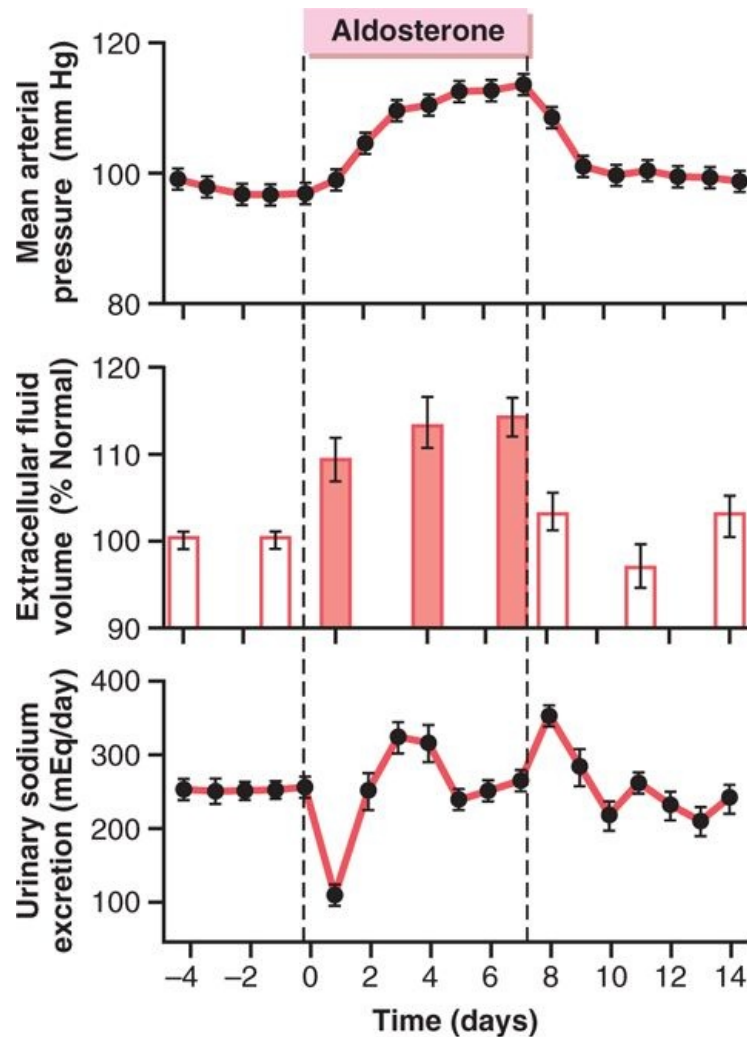 Aldosterone
Mean arterial
pressure (mm Hg)
120
100
80
Extracellular fluid
volume (% Normal)
120
110
100
90
Urinary sodium
excretion (mEq/day)
400
300
200
100
–4 –2 0 2 4 6 8 10 12 14
Time (days)